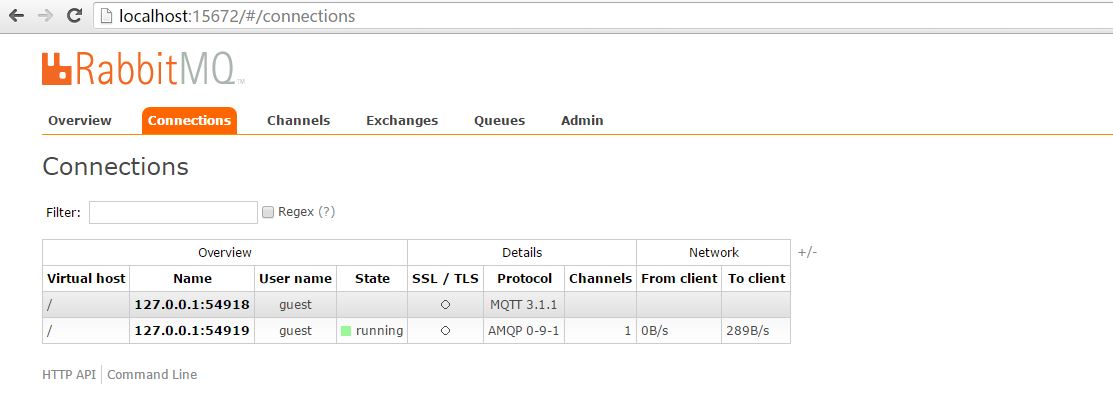 localhost:15672/#/connections
RabbitMQ™
Overview Connections Channels Exchanges Queues Admin
Connections
Filter: Regex (?)
Overview Details Network +/-
Virtual host Name User name State SSL / TLS Protocol Channels From client To client
/ 127.0.0.1:54918 guest MQTT 3.1.1
/ 127.0.0.1:54919 guest running AMQP 0-9-1 1 0B/s 289B/s
HTTP API Command Line